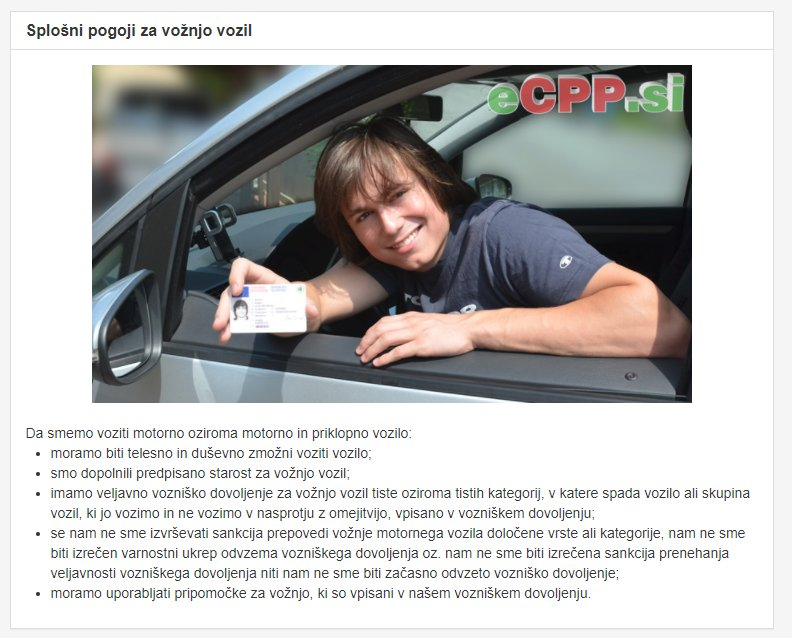 Splošni pogoji za vožnjo vozil
eCPP.si
Da smemo voziti motorno oziroma motorno in priklopno vozilo:
• moramo biti telesno in duševno zmožni voziti vozilo;
• smo dopolnili predpisano starost za vožnjo vozil;
• imamo veljavno vozniško dovoljenje za vožnjo vozil tiste oziroma tistih kategorij, v katere spada vozilo ali skupina
vozil, ki jo vozimo in ne vozimo v nasprotju z omejitvijo, vpisano v vozniškem dovoljenju;
• se nam ne sme izvrševati sankcija prepovedi vožnje motornega vozila določene vrste ali kategorije, nam ne sme
biti izrečen varnostni ukrep odvzema vozniškega dovoljenja oz. nam ne sme biti izrečena sankcija prenehanja
veljavnosti vozniškega dovoljenja niti nam ne sme biti začasno odvzeto vozniško dovoljenje;
• moramo uporabljati pripomočke za vožnjo, ki so vpisani v našem vozniškem dovoljenju.